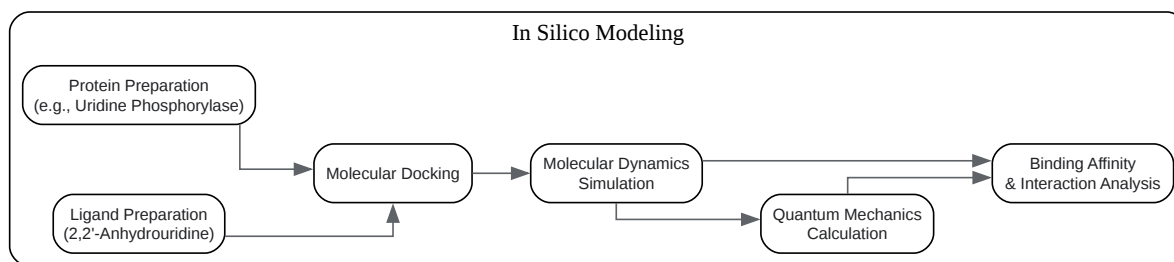 In Silico Modeling
Protein Preparation
(e.g., Uridine Phosphorylase)
Ligand Preparation
(2,2'-Anhydrouridine)
Molecular Docking
Molecular Dynamics
Simulation
Quantum Mechanics
Calculation
Binding Affinity
& Interaction Analysis